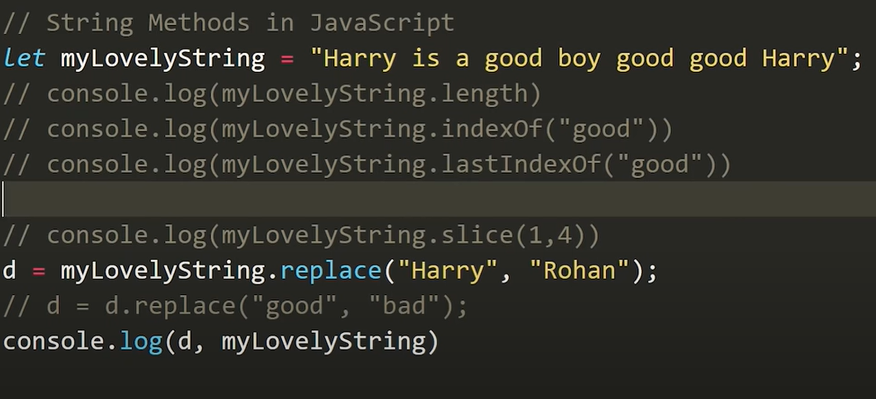 // String Methods in JavaScript
let myLovelyString = "Harry is a good boy good good Harry";
// console.log(myLovelyString.length)
// console.log(myLovelyString.indexOf("good"))
// console.log(myLovelyString.lastIndexOf("good"))
// console.log(myLovelyString.slice(1,4))
d = myLovelyString.replace("Harry", "Rohan");
// d = d.replace("good", "bad");
console.log(d, myLovelyString)